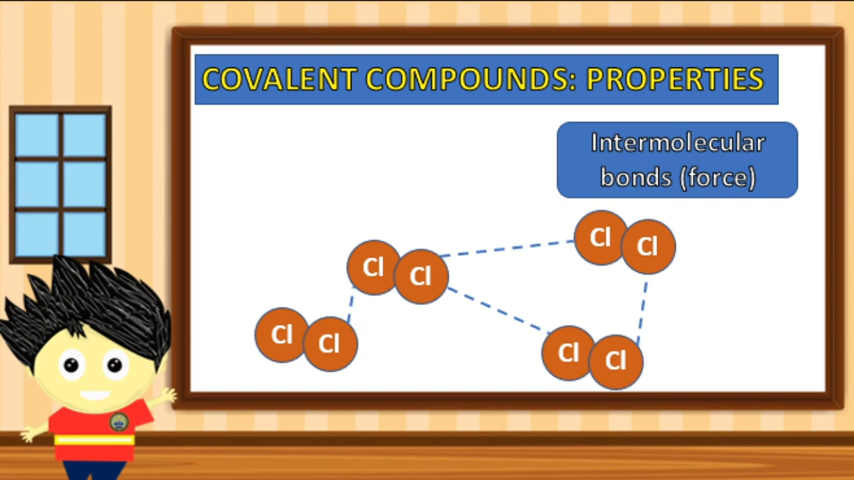 COVALENT COMPOUNDS: PROPERTIES
Intermolecular
bonds (force)
Cl Cl
Cl Cl
Cl Cl
Cl Cl